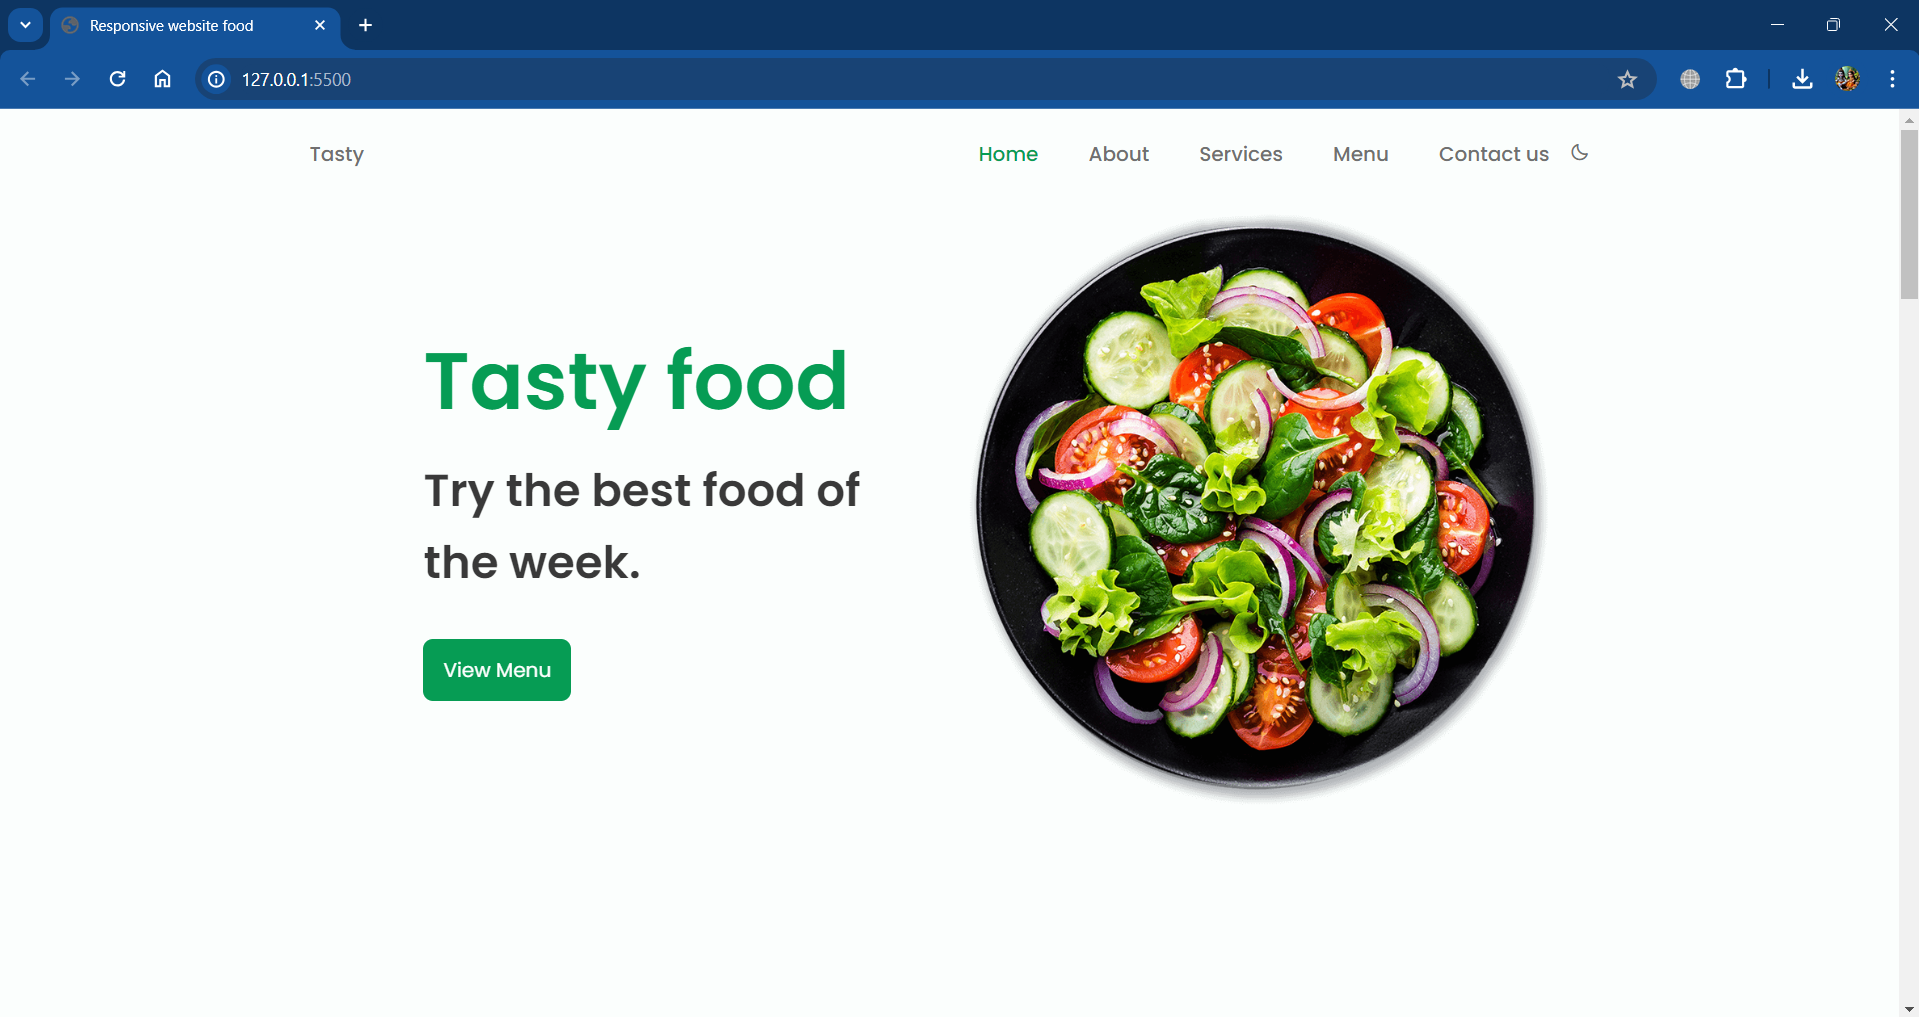 Responsive website food
127.0.0.1:5500
Tasty
Home
About
Services
Menu
Contact us
Tasty food
Try the best food of
the week.
View Menu